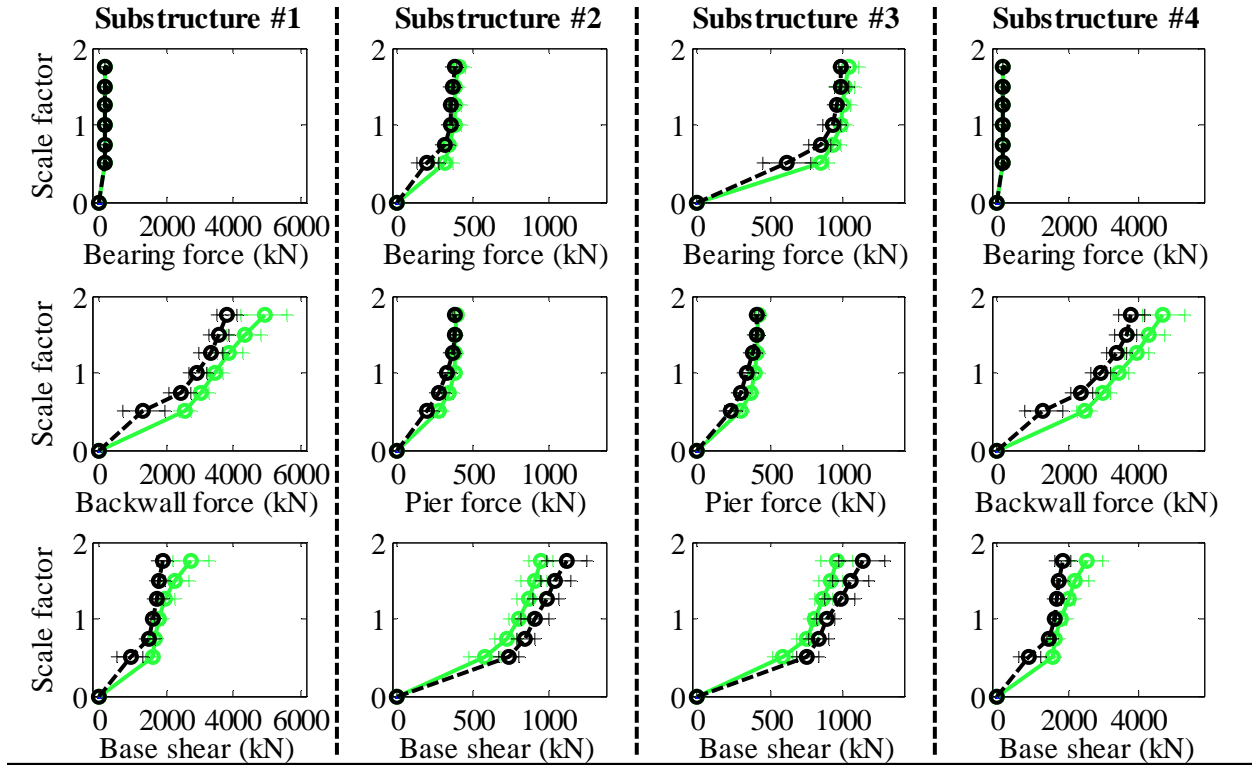 Substructure #1 Substructure #2 Substructure #3 Substructure #4
Scale factor
2
1
0
0 2000 4000 6000
Bearing force (kN)
2
1
0
0 500 1000
Bearing force (kN)
2
1
0
0 500 1000
Bearing force (kN)
2
1
0
0 2000 4000
Bearing force (kN)
Scale factor
2
1
0
0 2000 4000 6000
Backwall force (kN)
2
1
0
0 500 1000
Pier force (kN)
2
1
0
0 500 1000
Pier force (kN)
2
1
0
0 2000 4000
Backwall force (kN)
Scale factor
2
1
0
0 2000 4000 6000
Base shear (kN)
2
1
0
0 500 1000
Base shear (kN)
2
1
0
0 500 1000
Base shear (kN)
2
1
0
0 2000 4000
Base shear (kN)